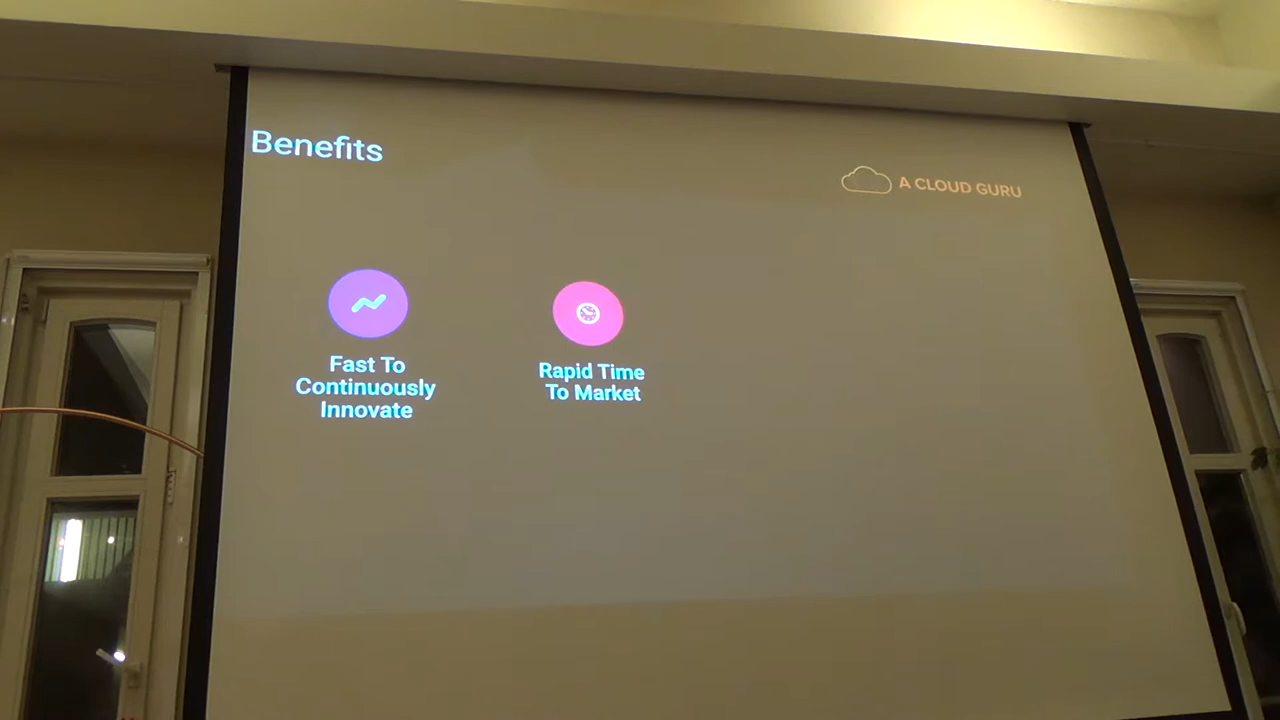 Benefits
A CLOUD GURU
Fast To
Continuously
Innovate
Rapid Time
To Market